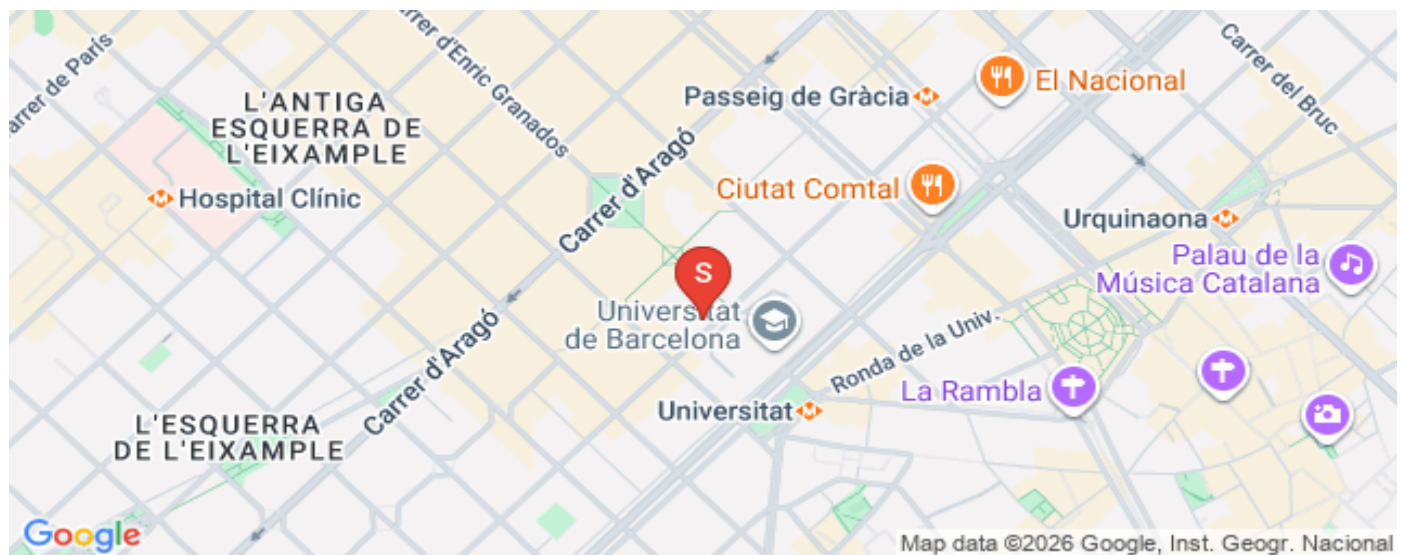 Carrer de París
Carrer d'Enric Granados
Passeig de Gràcia
El Nacional
Carrer del Bruc
L'ANTIGA
ESQUERRA DE
L'EIXAMPLE
Hospital Clínic
Carrer d'Aragó
Ciutat Comtal
Urquinaona
Palau de la
Música Catalana
S
Universitat
de Barcelona
Carrer d'Aragó
Ronda de la Univ.
La Rambla
Universitat
L'ESQUERRA
DE L'EIXAMPLE
Google
Map data ©2026 Google, Inst. Geogr. Nacional